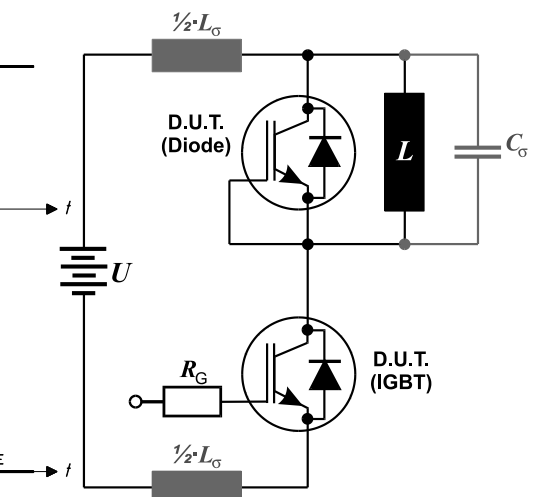 ½·Lσ
D.U.T.
(Diode)
L
Cσ
t
U
D.U.T.
(IGBT)
RG
½·Lσ
E
t